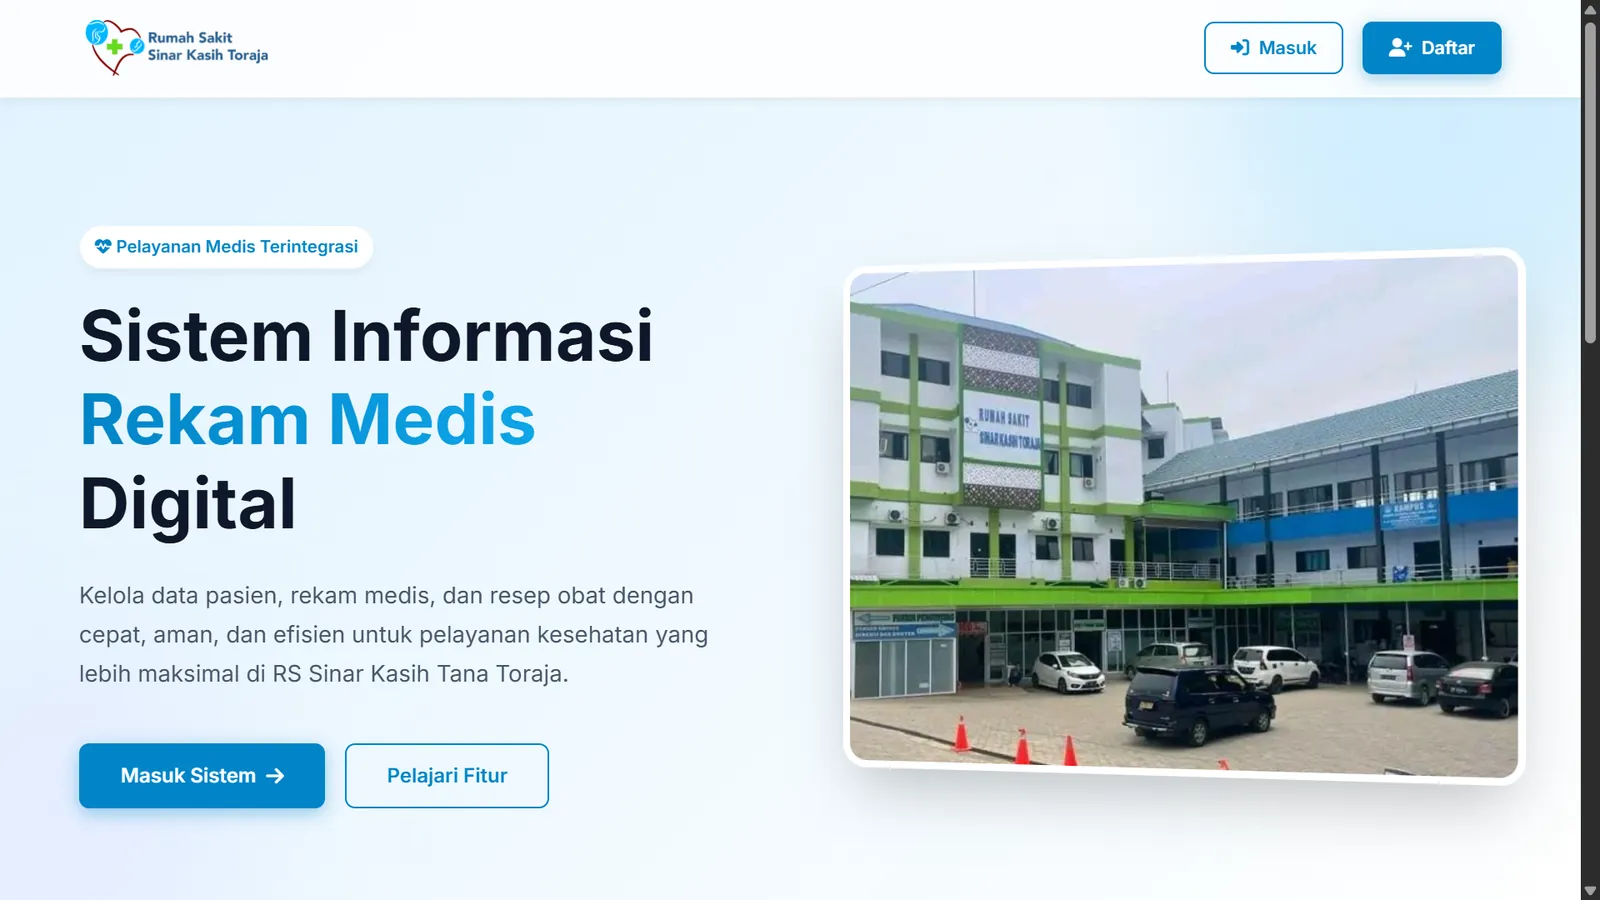 Rumah Sakit
Sinar Kasih Toraja
Masuk
Daftar
Pelayanan Medis Terintegrasi
Sistem Informasi
Rekam Medis
Digital
Kelola data pasien, rekam medis, dan resep obat dengan
cepat, aman, dan efisien untuk pelayanan kesehatan yang
lebih maksimal di RS Sinar Kasih Tana Toraja.
Masuk Sistem
Pelajari Fitur
RUMAH SAKIT
SINAR KASIH TORAJA
KAMPUS